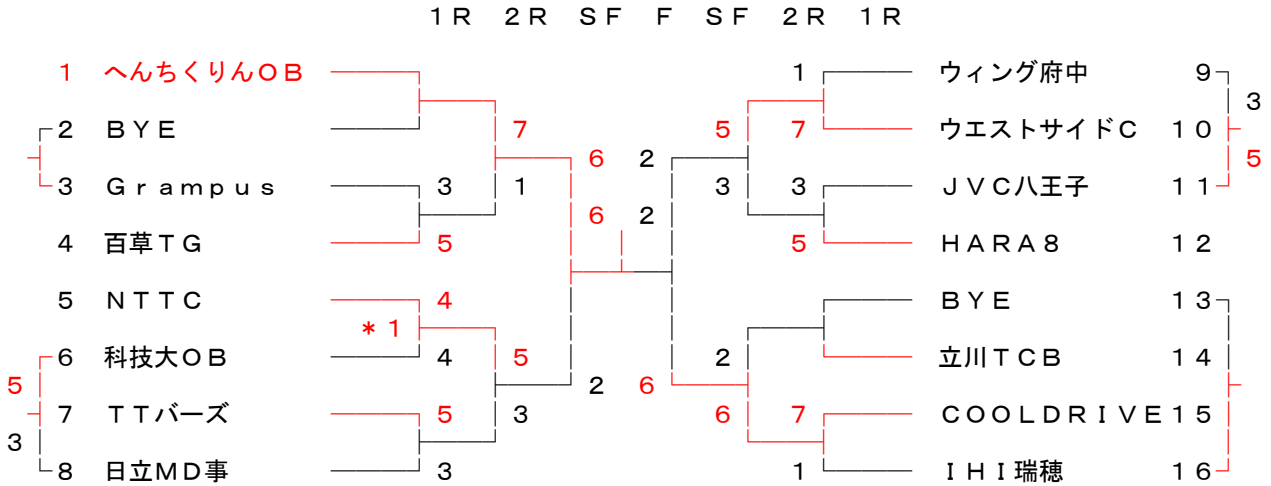 1R 2R SF F SF 2R 1R
1 へんちくりんOB 1 ウィング府中 9
3
2 BYE 7 5 7 ウエストサイドC 10
6 2 5
3 Grampus 3 1 3 3 JVC八王子 11
6 2
4 百草TG 5 5 HARA8 12
5 NTTC 4 BYE 13
*1
6 科技大OB 4 5 2 立川TCB 14
5 2 6
7 TTバーズ 5 3 6 7 COOLDRIVE 15
3
8 日立MD事 3 1 IHI瑞穂 16